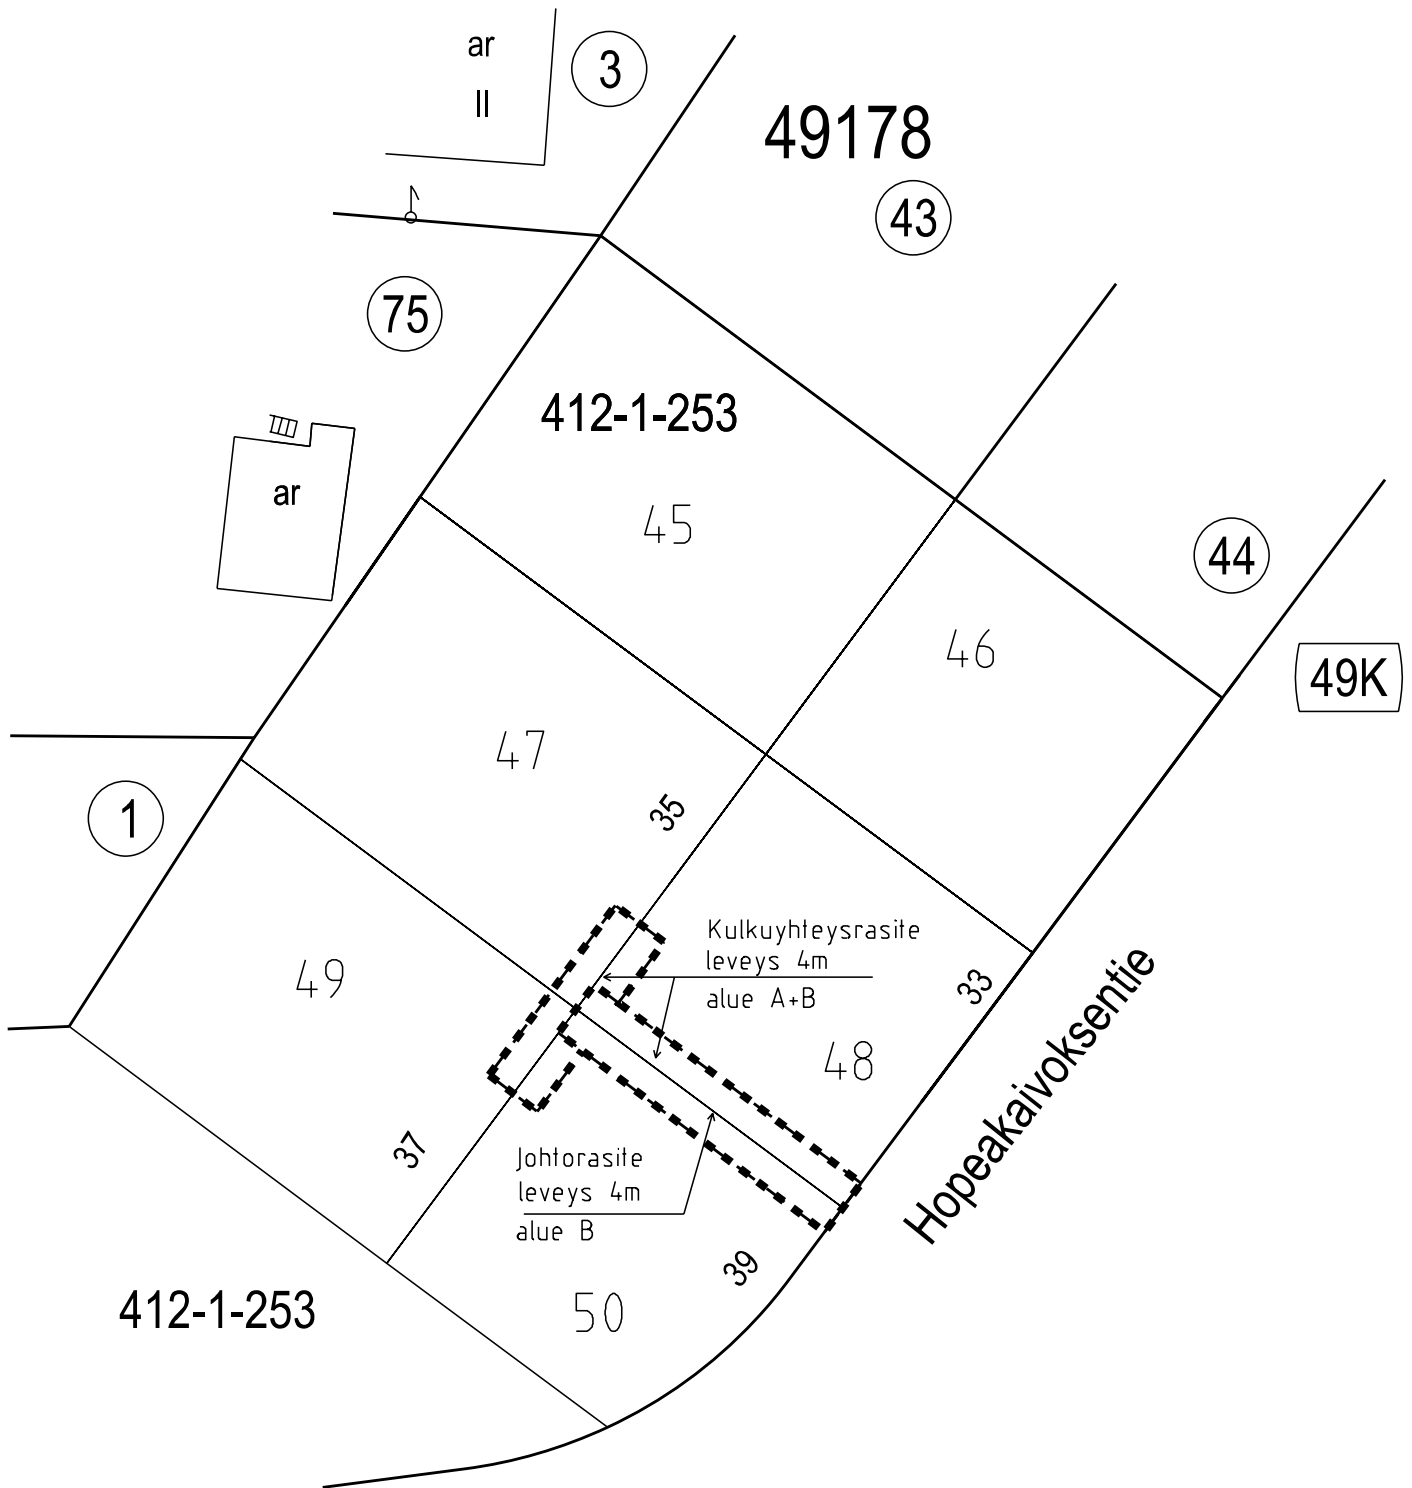 ar
II
3
49178
43
75
412-1-253
45
ar
44
46
49K
47
35
1
Kulkuyhteysrasite
leveys 4m
alue A+B
49
33
Hopeakaivoksentie
48
37
Johtorasite
leveys 4m
alue B
39
412-1-253
50